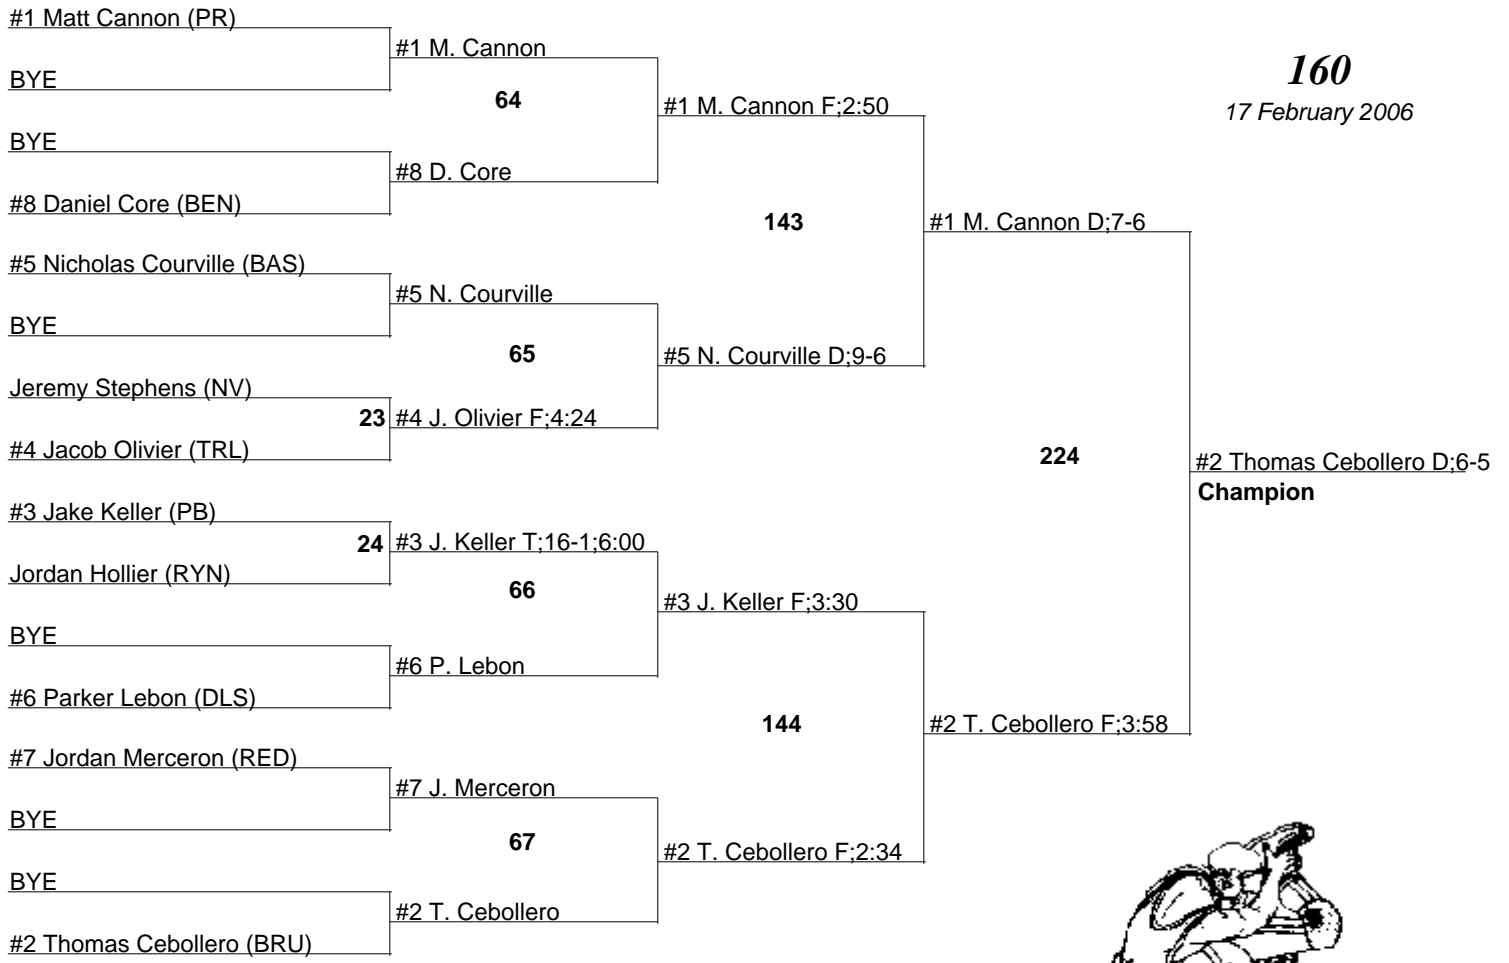 #1 Matt Cannon (PR)
#1 M. Cannon
BYE
160
17 February 2006
64
#1 M. Cannon F;2:50
BYE
#8 D. Core
#8 Daniel Core (BEN)
143
#1 M. Cannon D;7-6
#5 Nicholas Courville (BAS)
#5 N. Courville
BYE
65
#5 N. Courville D;9-6
Jeremy Stephens (NV)
23 #4 J. Olivier F;4:24
#4 Jacob Olivier (TRL)
224
#2 Thomas Cebollero D;6-5
Champion
#3 Jake Keller (PB)
24 #3 J. Keller T;16-1;6:00
Jordan Hollier (RYN)
66
#3 J. Keller F;3:30
BYE
#6 P. Lebon
#6 Parker Lebon (DLS)
144
#2 T. Cebollero F;3:58
#7 Jordan Merceron (RED)
#7 J. Merceron
BYE
67
#2 T. Cebollero F;2:34
BYE
#2 T. Cebollero
#2 Thomas Cebollero (BRU)